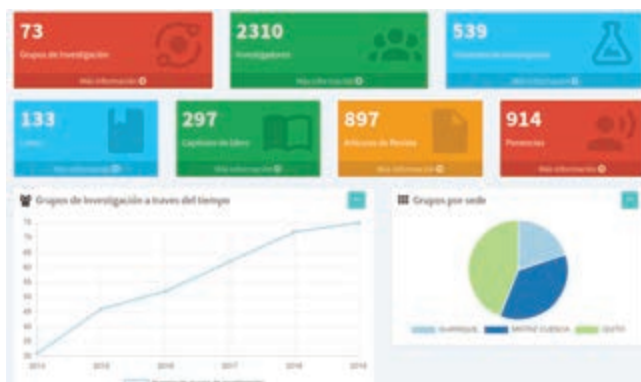 73
Grupos de Investigación
Más información
2310
Investigadores
Más información
539
Más información
133
Libros
Más información
297
Capítulos de Libro
Más información
897
Artículos de Revista
Más información
914
Ponencias
Más información
Grupos de Investigación a traves del tiempo
75
70
65
60
55
50
45
40
35
30
2014
2015
2016
2017
2018
2019
Grupos por sede
GUAYAQUIL
MATRIZ CUENCA
QUITO